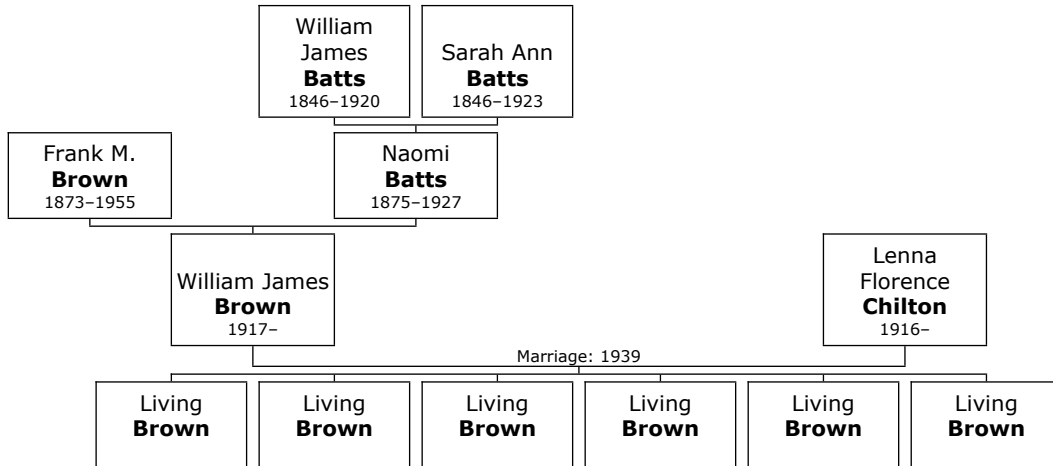 William
James
Batts
1846–1920
Sarah Ann
Batts
1846–1923
Frank M.
Brown
1873–1955
Naomi
Batts
1875–1927
William James
Brown
1917–
Lenna
Florence
Chilton
1916–
Marriage: 1939
Living
Brown
Living
Brown
Living
Brown
Living
Brown
Living
Brown
Living
Brown